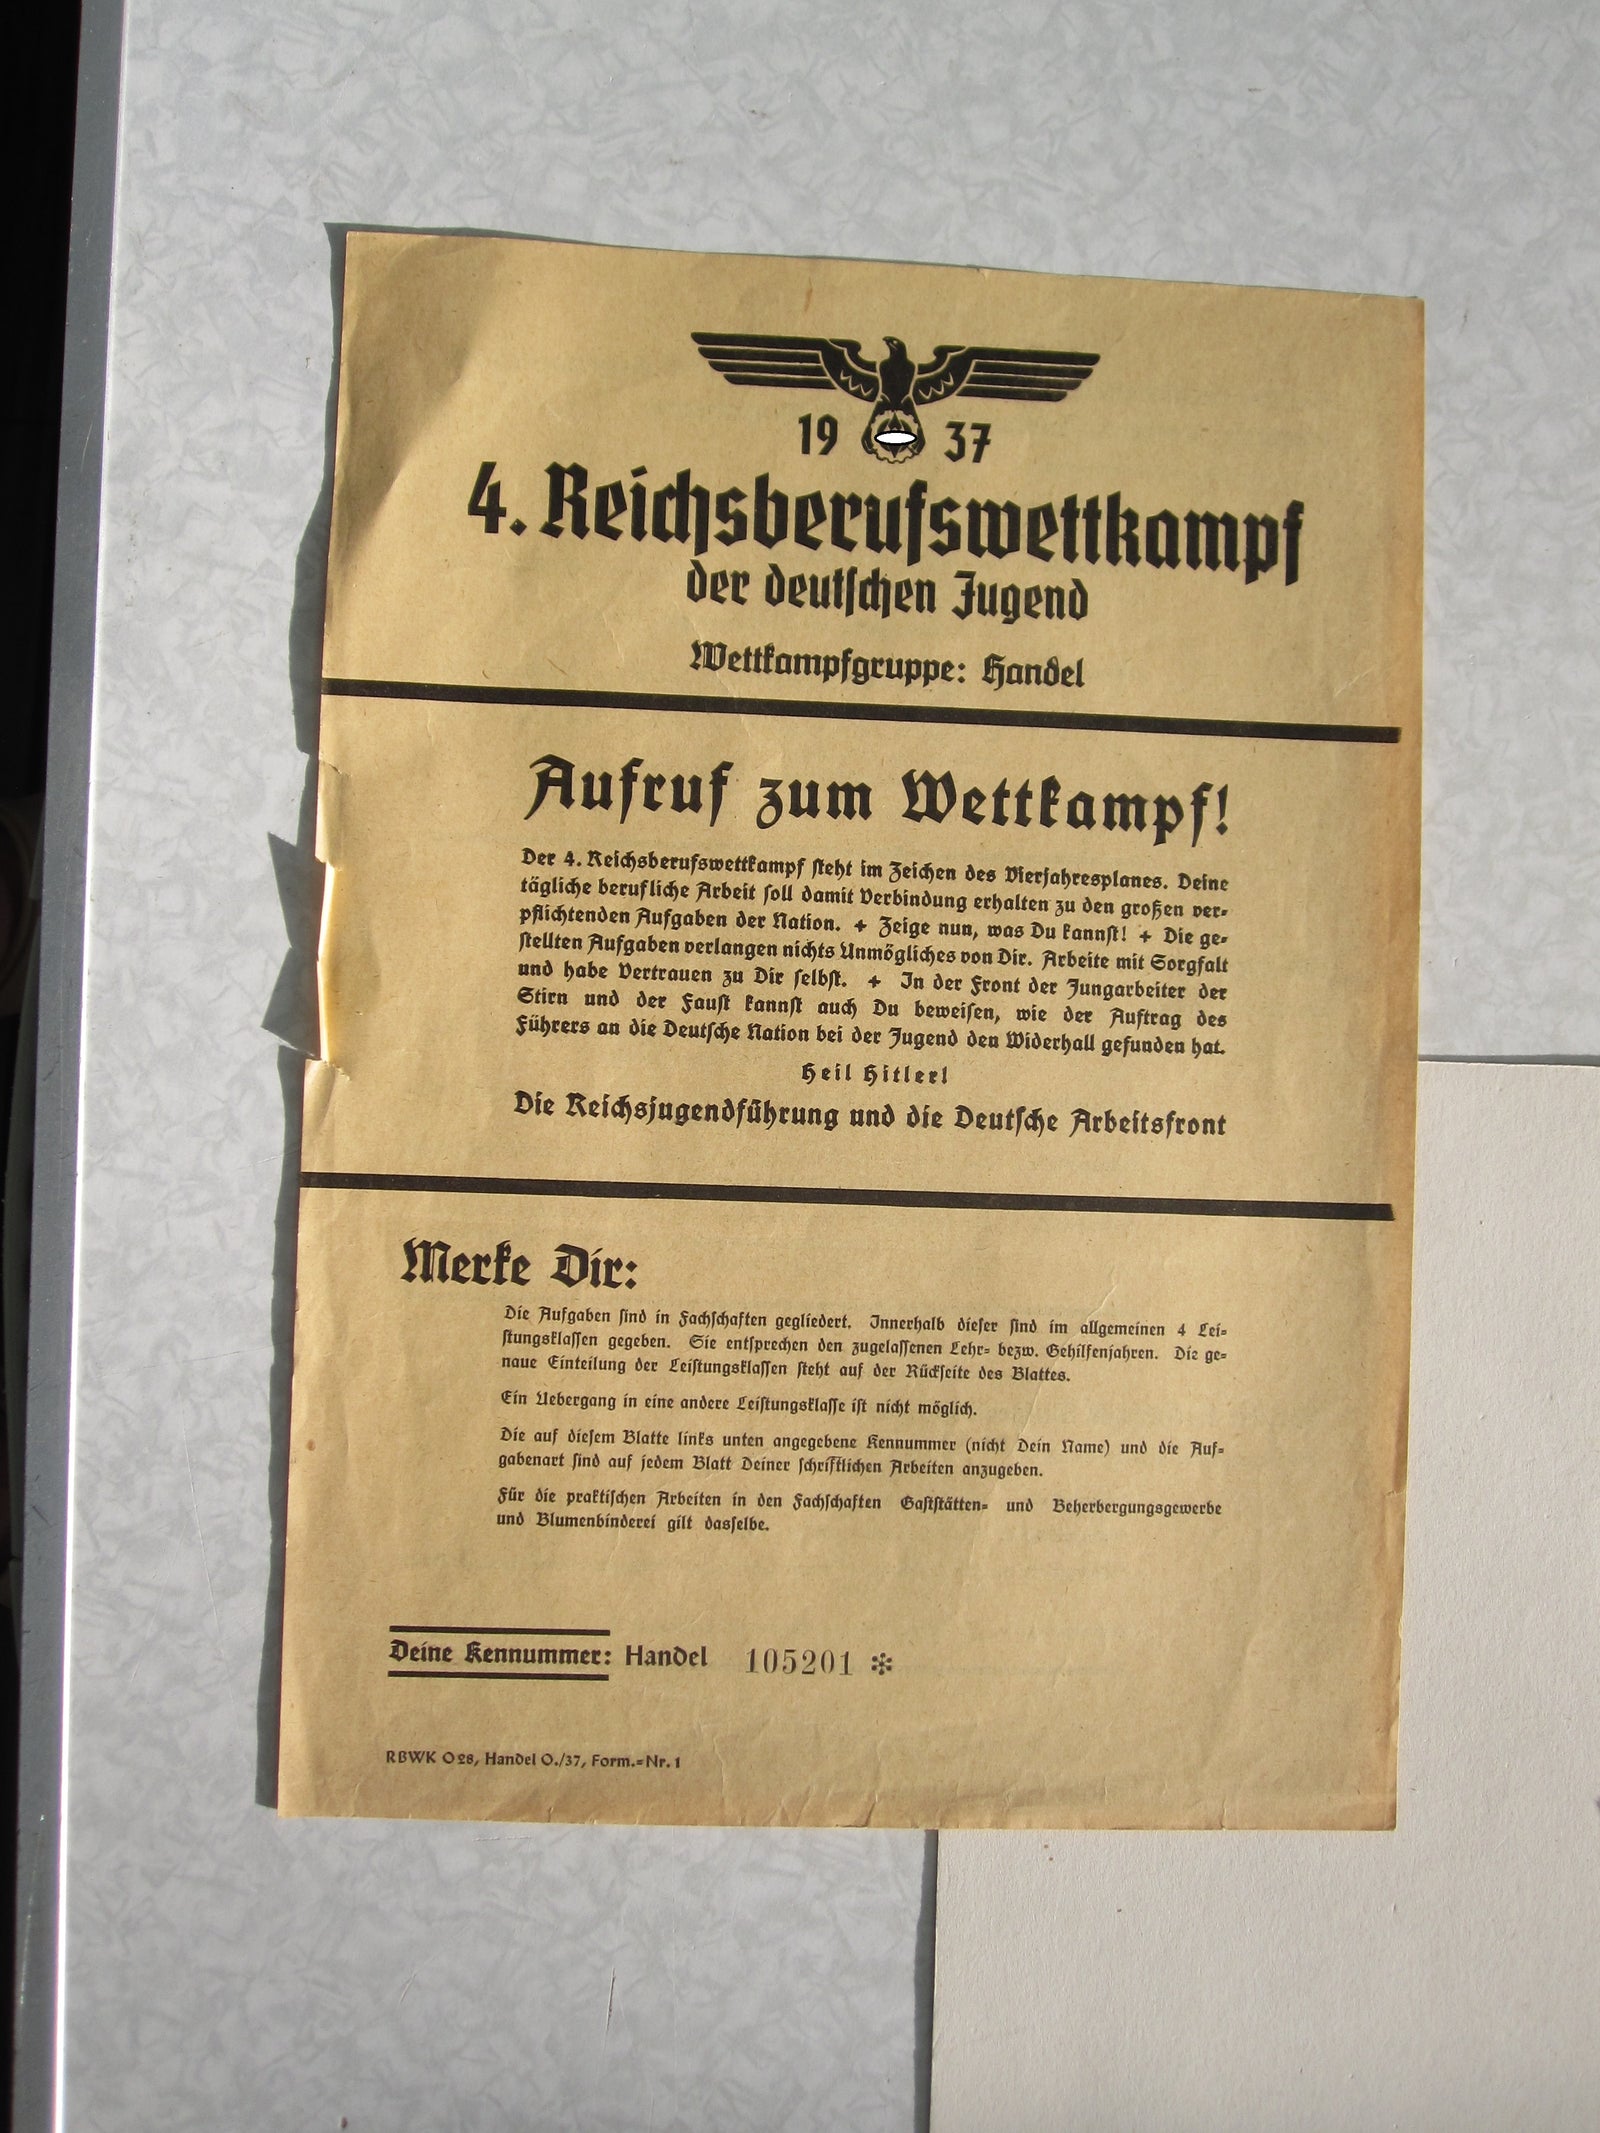 19 37
4. Reichsberufswettkampf
der deutschen Jugend
Wettkampfgruppe: Handel
Aufruf zum Wettkampf!
Der 4. Reichsberufswettkampf steht im Zeichen des Vierjahresplanes. Deine
tägliche berufliche Arbeit soll damit Verbindung erhalten zu den großen ver-
pflichtenden Aufgaben der Nation. + Zeige nun, was Du kannst! + Die ge-
stellten Aufgaben verlangen nichts Unmögliches von Dir. Arbeite mit Sorgfalt
und habe Vertrauen zu Dir selbst. + In der Front der Jungarbeiter der
Stirn und der Faust kannst auch Du beweisen, wie der Auftrag des
Führers an die Deutsche Nation bei der Jugend den Widerhall gefunden hat.
Heil Hitler!
Die Reichsjugendführung und die Deutsche Arbeitsfront
Merke Dir:
Die Aufgaben sind in Fachschaften gegliedert. Innerhalb dieser sind im allgemeinen 4 Lei-
stungsklassen gegeben. Sie entsprechen den zugelassenen Lehr- bezw. Gehilfenjahren. Die ge-
naue Einteilung der Leistungsklassen steht auf der Rückseite des Blattes.
Ein Uebergang in eine andere Leistungsklasse ist nicht möglich.
Die auf diesem Blatte links unten angegebene Kennummer (nicht Dein Name) und die Auf-
gabenart sind auf jedem Blatt Deiner schriftlichen Arbeiten anzugeben.
Für die praktischen Arbeiten in den Fachschaften Gaststätten- und Beherbergungsgewerbe
und Blumenbinderei gilt dasselbe.
Deine Kennummer: Handel 105201 *
RBWK O28, Handel O./37, Form.-Nr. 1